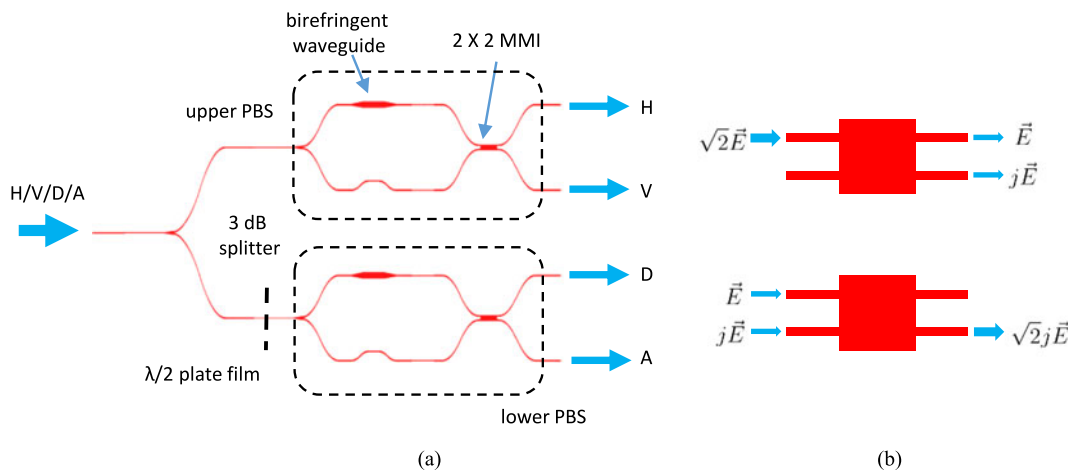 birefringent
waveguide
2 X 2 MMI
upper PBS
H
V
H/V/D/A
3 dB
splitter
D
A
λ/2 plate film
lower PBS
(a)
√2E⃗
E⃗
jE⃗
E⃗
jE⃗
√2jE⃗
(b)